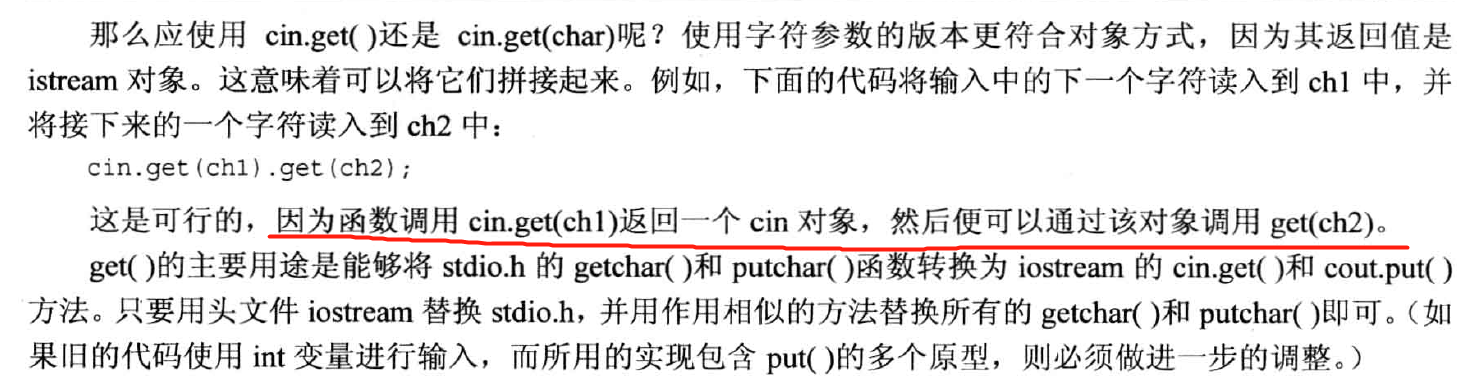 那么应使用 cin.get( )还是 cin.get(char)呢？使用字符参数的版本更符合对象方式，因为其返回值是
istream 对象。这意味着可以将它们拼接起来。例如，下面的代码将输入中的下一个字符读入到 ch1 中，并
将接下来的一个字符读入到 ch2 中：
cin.get(ch1).get(ch2);
这是可行的，因为函数调用 cin.get(ch1)返回一个 cin 对象，然后便可以通过该对象调用 get(ch2)。
get( )的主要用途是能够将 stdio.h 的 getchar( )和 putchar( )函数转换为 iostream 的 cin.get( )和 cout.put( )
方法。只要用头文件 iostream 替换 stdio.h，并用作用相似的方法替换所有的 getchar( )和 putchar( )即可。（如
果旧的代码使用 int 变量进行输入，而所用的实现包含 put( )的多个原型，则必须做进一步的调整。）